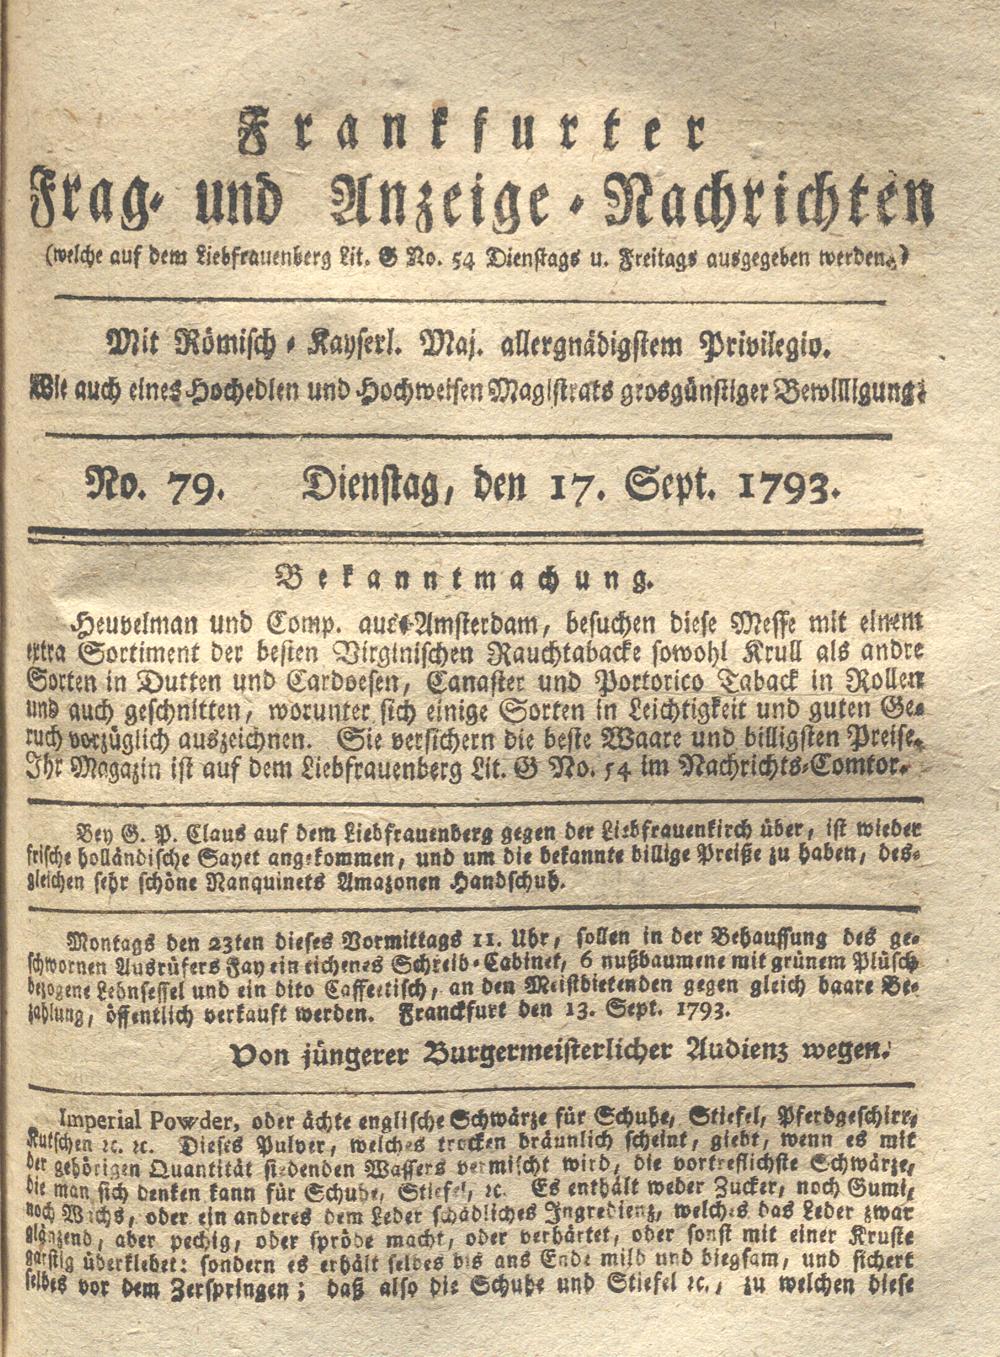 Frankfurter
Frag- und Anzeige-Nachrichten
(welche auf dem Liebfrauenberg Lit. G No. 54 Dienstags u. Freitags ausgegeben werden.)
Mit Römisch-Kayserl. Maj. allergnädigstem Privilegio.
Wie auch eines Hochedlen und Hochweisen Magistrats grosgünstiger Bewilligung.
No. 79. Dienstag, den 17. Sept. 1793.
Bekanntmachung.
Heuvelman und Comp. aus Amsterdam, besuchen diese Messe mit einem
extra Sortiment der besten Virginischen Rauchtabacke sowohl Krull als andre
Sorten in Dutten und Cardoesen, Canaster und Portorico Taback in Rollen
und auch geschnitten, worunter sich einige Sorten in Leichtigkeit und guten Ge-
ruch vorzüglich auszeichnen. Sie versichern die beste Waare und billigsten Preise.
Ihr Magazin ist auf dem Liebfrauenberg Lit. G No. 54 im Nachrichts-Comtor.
Bey G. P. Claus auf dem Liebfrauenberg gegen der Liebfrauenkirch über, ist wieder
frische holländische Sayet angekommen, und um die bekannte billige Preiße zu haben, des-
gleichen sehr schöne Nanquinets Amazonen Handschuh.
Montags den 23ten dieses Vormittags 11. Uhr, sollen in der Behaussung des ge-
schwornen Ausrüfers Fay ein eichenes Schreib-Cabinet, 6 nußbaumene mit grünem Plüsch
bezogene Lehnsessel und ein dito Caffeetisch, an den Meistbietenden gegen gleich baare Be-
zahlung, öffentlich verkauft werden. Franckfurt den 13. Sept. 1793.
Von jüngerer Burgermeisterlicher Audienz wegen.
Imperial Powder, oder ächte englische Schwärze für Schuhe, Stiefel, Pferdgeschirr,
Kutschen ꝛc. ꝛc. Dieses Pulver, welches trocken bräunlich scheint, giebt, wenn es mit
der gehörigen Quantität siedenden Wassers vermischt wird, die vortreflichste Schwärze,
die man sich denken kann für Schuhe, Stiefel, ꝛc. Es enthält weder Zucker, noch Gumi,
noch Wachs, oder ein anderes dem Leder schädliches Ingredienz, welches das Leder zwar
glänzend, aber pechig, oder spröde macht, oder verhärtet, oder sonst mit einer Kruste
garstig überklebet: sondern es erhält selbes bis ans Ende mild und biegsam, und sichert
selbes vor dem Zerspringen; daß also die Schuhe und Stiefel ꝛc., zu welchen diese